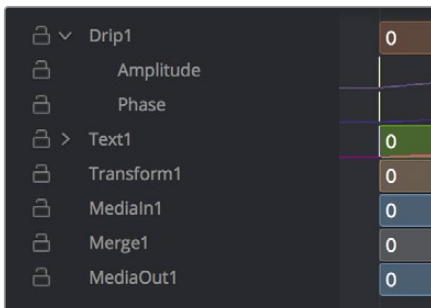 Drip1 0
Amplitude
Phase
Text1 0
Transform1 0
MediaIn1 0
Merge1 0
MediaOut1 0